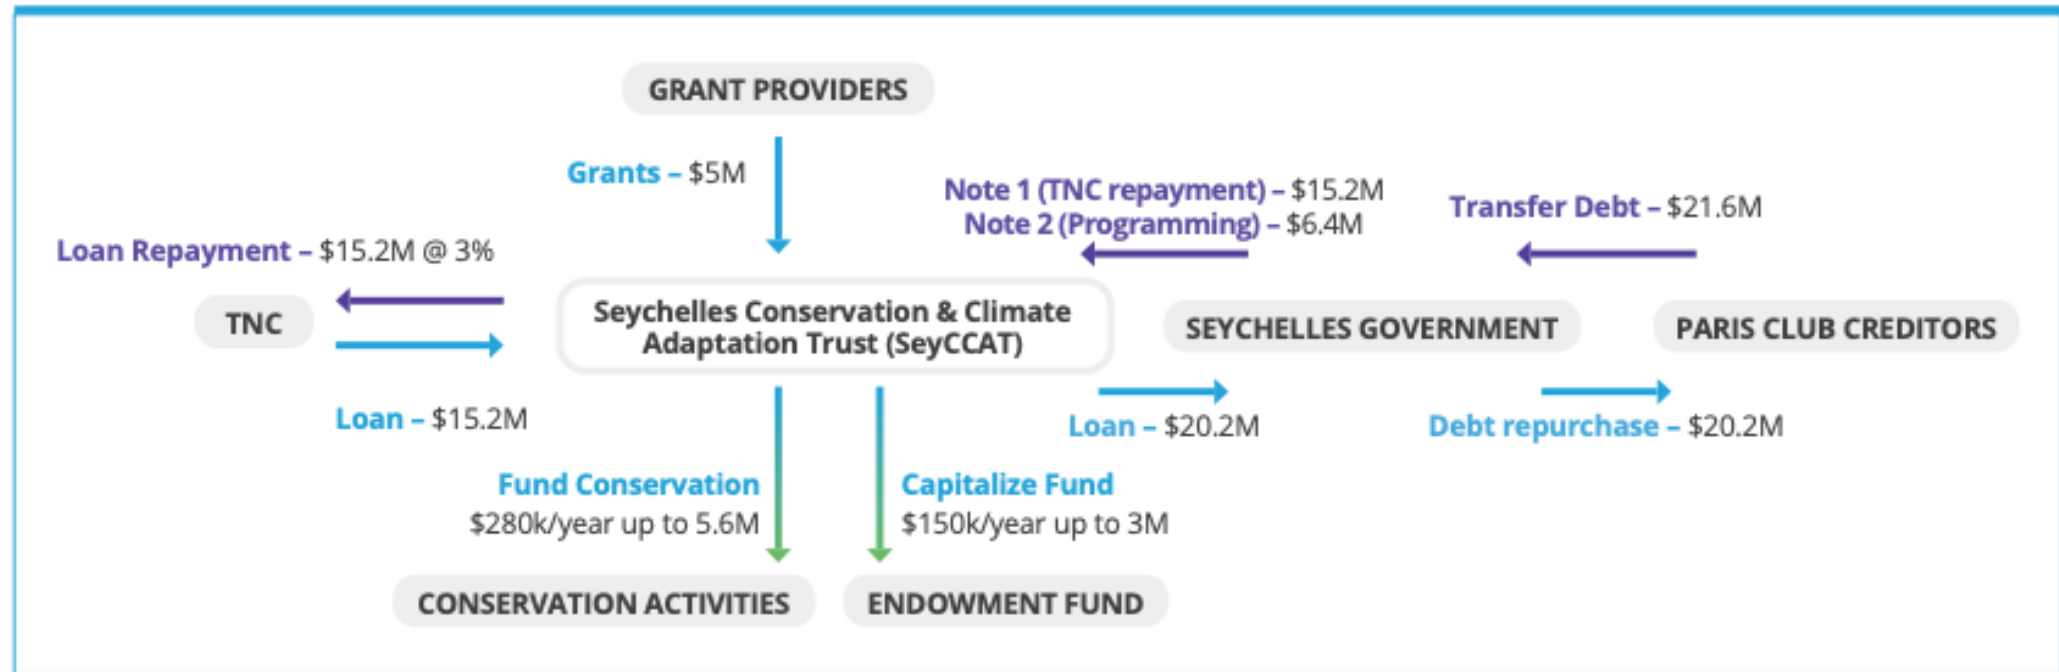 GRANT PROVIDERS
Grants – $5M
Note 1 (TNC repayment) – $15.2M
Note 2 (Programming) – $6.4M
Transfer Debt – $21.6M
Loan Repayment – $15.2M @ 3%
TNC
Seychelles Conservation & Climate
Adaptation Trust (SeyCCAT)
SEYCHELLES GOVERNMENT
PARIS CLUB CREDITORS
Loan – $15.2M
Loan – $20.2M
Debt repurchase – $20.2M
Fund Conservation
$280k/year up to 5.6M
Capitalize Fund
$150k/year up to 3M
CONSERVATION ACTIVITIES
ENDOWMENT FUND